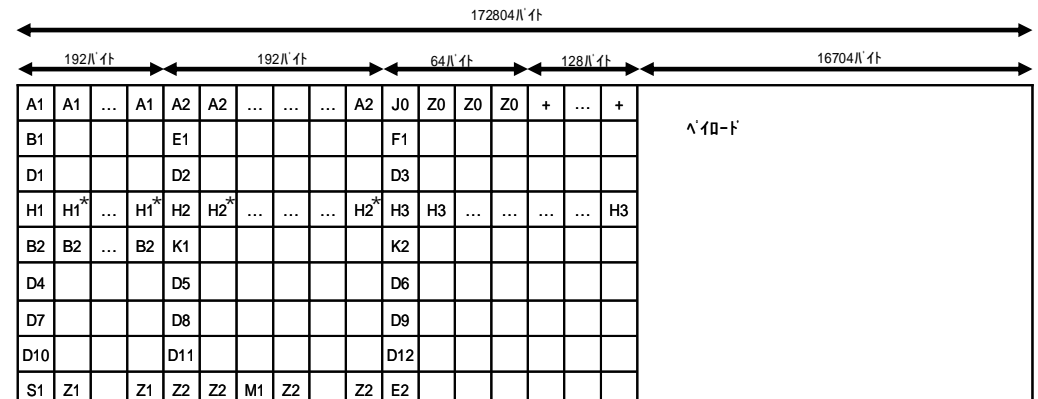 172804バイト
192バイト 192バイト 64バイト 128バイト 16704バイト
A1 A1 … A1 A2 A2 … … … A2 J0 Z0 Z0 Z0 + … +
ペイロード
B1 E1 F1
D1 D2 D3
H1 H1* … H1* H2 H2* … … … H2* H3 H3 … … … … H3
B2 B2 … B2 K1 K2
D4 D5 D6
D7 D8 D9
D10 D11 D12
S1 Z1 Z1 Z2 Z2 M1 Z2 Z2 E2